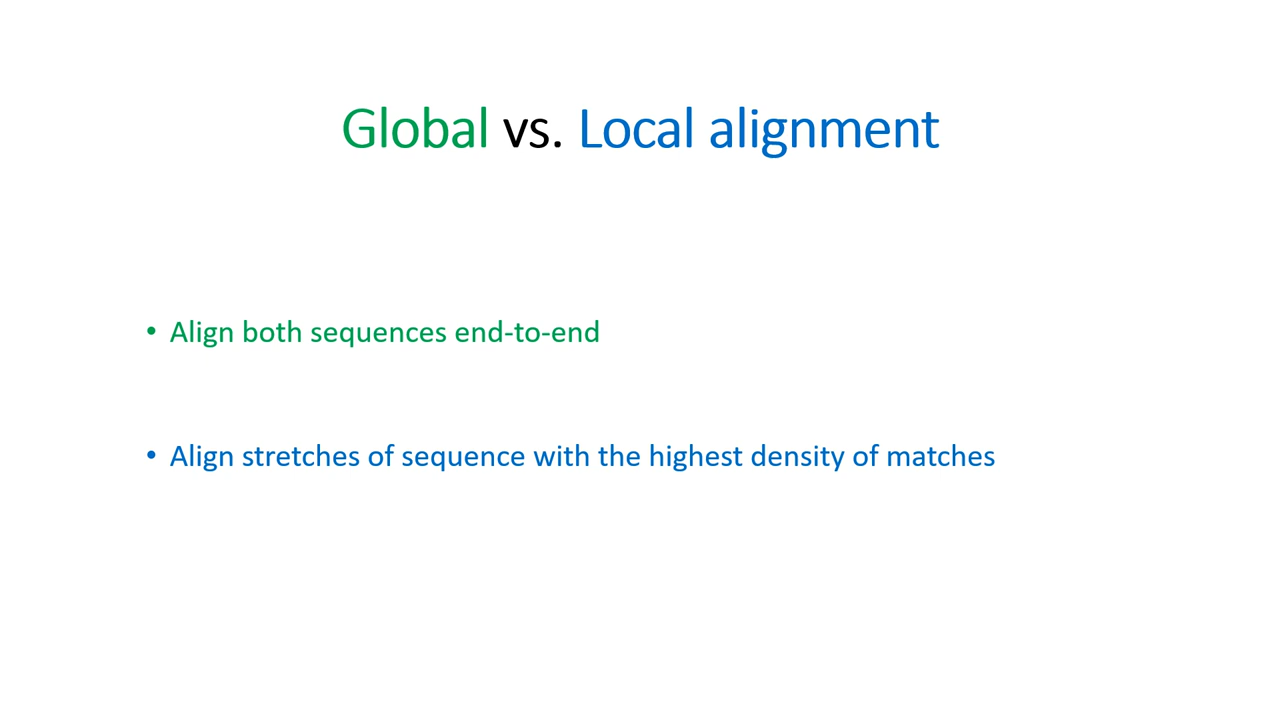 Global vs. Local alignment
• Align both sequences end-to-end
• Align stretches of sequence with the highest density of matches